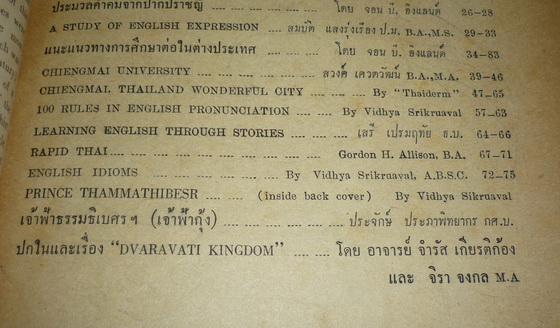 ประมวลคำคมจากปากปราชญ์ ... ... ... ... โดย จอน บี. อิงแลนด์ 26-28
A STUDY OF ENGLISH EXPRESSION .... สมบัติ แสงรุ่งเรือง ป.ม. B.A., M.S. 29-33
แนะแนวทางการศึกษาต่อในต่างประเทศ ... ... โดย จอน บี. อิงแลนด์ 34-83
CHIENGMAI UNIVERSITY .... .... .... .... สวงค์ เศวตวัฒน์ B.A., M.A. 39-46
CHIENGMAI, THAILAND WONDERFUL CITY .... .... By "Thaiderm" 47-65
100 RULES IN ENGLISH PRONUNCIATION .... .... By Vidhya Srikruaval 57-63
LEARNING ENGLISH THROUGH STORIES .... .... เสรี เปรมฤทัย ธ.บ. 64-66
RAPID THAI .... .... .... .... .... .... .... Gordon H. Allison, B.A. 67-71
ENGLISH IDIOMS .... .... .... By Vidhya Srikruaval, A.B.S.C. 72-75
PRINCE THAMMATHIBESR .... .... (inside back cover) By Vidhya Sikruaval
เจ้าฟ้าธรรมธิเบศร ฯ (เจ้าฟ้ากุ้ง) ... ... ... ... ประจักษ์ ประภาพิทยากร กศ.บ.
ปกในและเรื่อง "DVARAVATI KINGDOM" .... .... โดย อาจารย์ จำรัส เกียรติก้อง
และ จิรา จงกล M.A